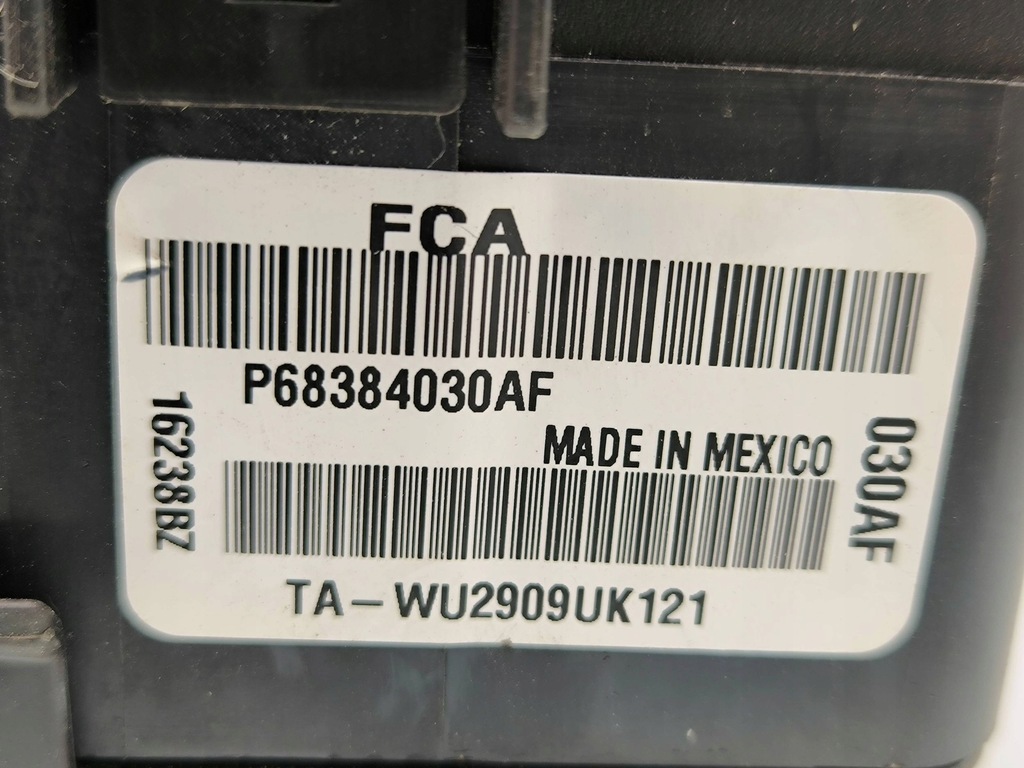 FCA
P68384030AF
MADE IN MEXICO
16238BZ
030AF
TA-WU2909UK121